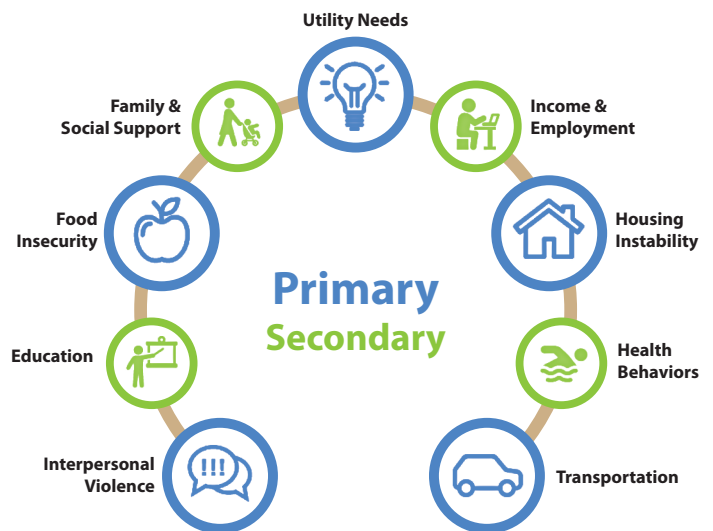 Utility Needs
Family &
Social Support
Income &
Employment
Food
Insecurity
Housing
Instability
Primary
Secondary
Education
Health
Behaviors
!!!
Interpersonal
Violence
Transportation